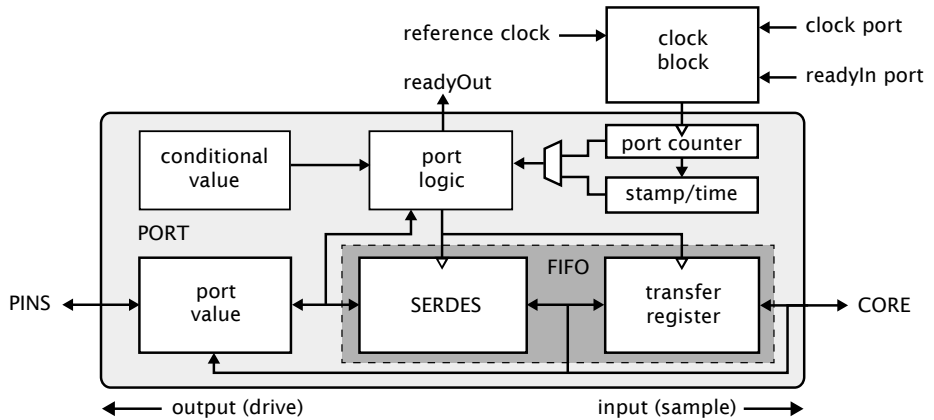 reference clock
clock
block
clock port
readyIn port
readyOut
conditional
value
port
logic
port counter
stamp/time
PORT
FIFO
PINS
port
value
SERDES
transfer
register
CORE
output (drive)
input (sample)